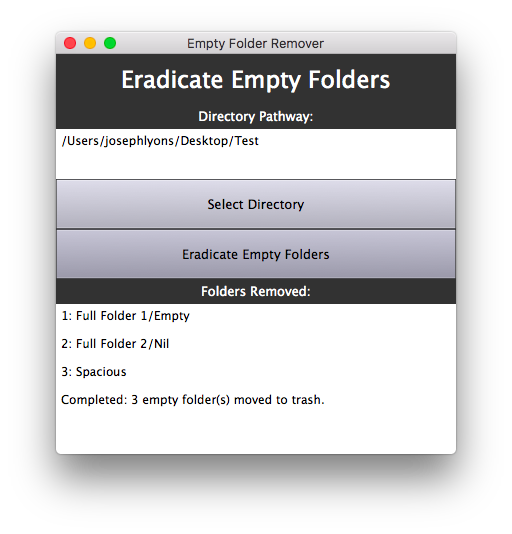 Empty Folder Remover
Eradicate Empty Folders
Directory Pathway:
/Users/josephlyons/Desktop/Test
Select Directory
Eradicate Empty Folders
Folders Removed:
1: Full Folder 1/Empty
2: Full Folder 2/Nil
3: Spacious
Completed: 3 empty folder(s) moved to trash.